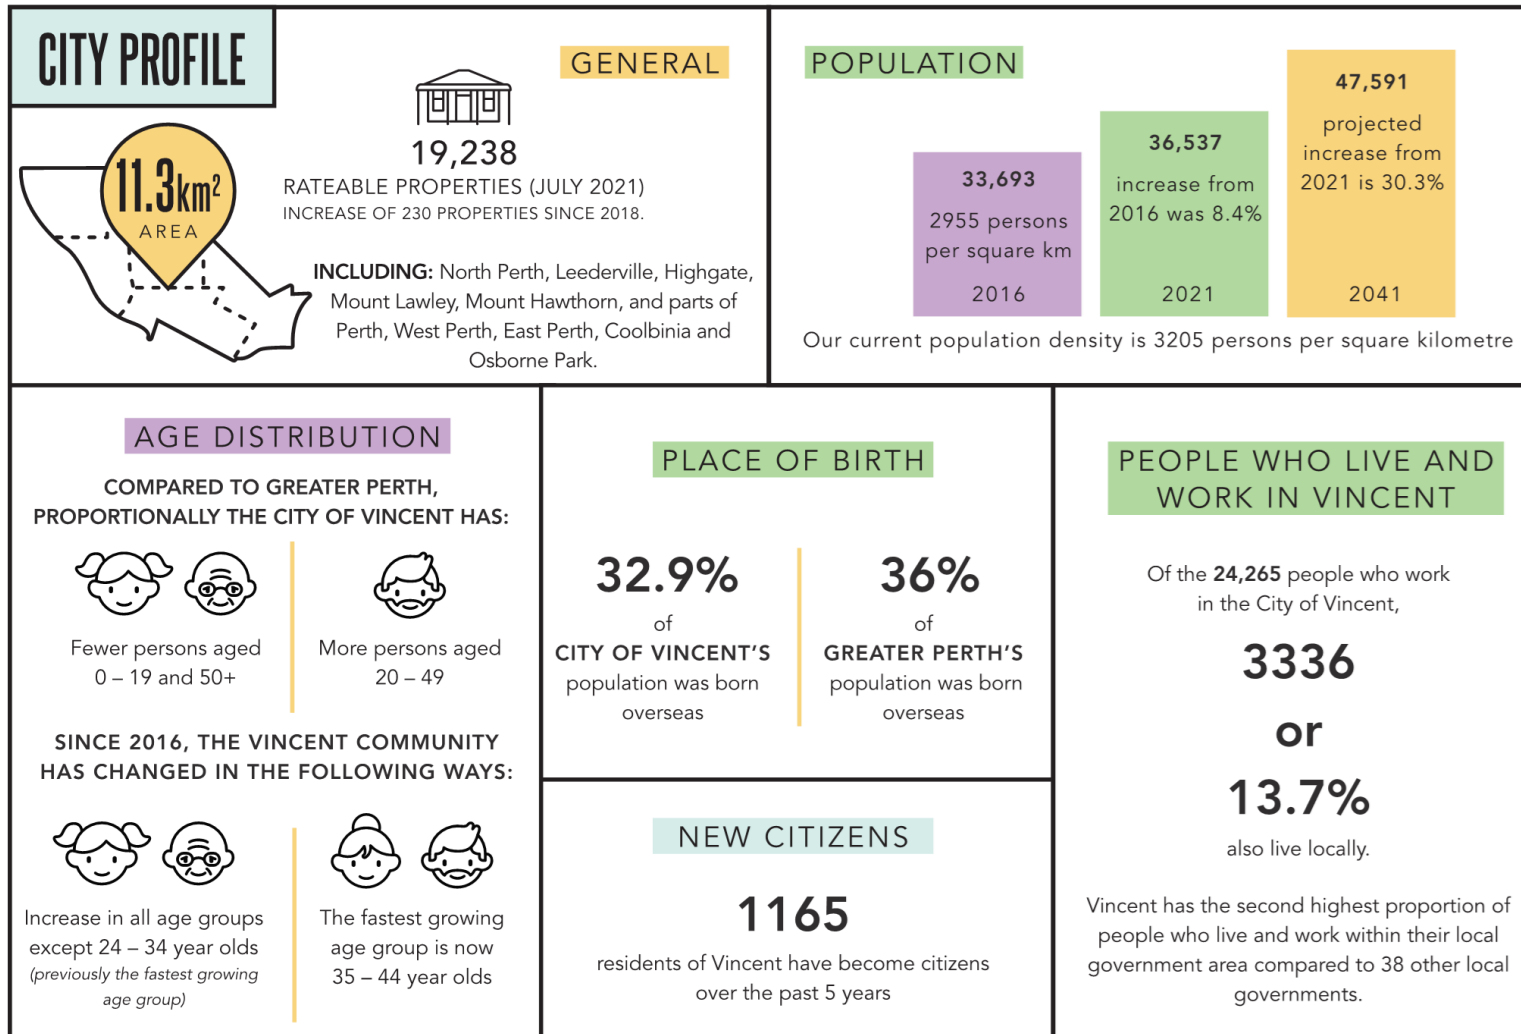 CITY PROFILE
11.3km²
AREA
GENERAL
19,238
RATEABLE PROPERTIES (JULY 2021)
INCREASE OF 230 PROPERTIES SINCE 2018.
INCLUDING: North Perth, Leederville, Highgate,
Mount Lawley, Mount Hawthorn, and parts of
Perth, West Perth, East Perth, Coolbinia and
Osborne Park.
POPULATION
33,693
2955 persons
per square km
2016
36,537
increase from
2016 was 8.4%
2021
47,591
projected
increase from
2021 is 30.3%
2041
Our current population density is 3205 persons per square kilometre
AGE DISTRIBUTION
COMPARED TO GREATER PERTH,
PROPORTIONALLY THE CITY OF VINCENT HAS:
Fewer persons aged
0 – 19 and 50+
More persons aged
20 – 49
SINCE 2016, THE VINCENT COMMUNITY
HAS CHANGED IN THE FOLLOWING WAYS:
Increase in all age groups
except 24 – 34 year olds
(previously the fastest growing
age group)
The fastest growing
age group is now
35 – 44 year olds
PLACE OF BIRTH
32.9%
of
CITY OF VINCENT'S
population was born
overseas
36%
of
GREATER PERTH'S
population was born
overseas
NEW CITIZENS
1165
residents of Vincent have become citizens
over the past 5 years
PEOPLE WHO LIVE AND
WORK IN VINCENT
Of the 24,265 people who work
in the City of Vincent,
3336
or
13.7%
also live locally.
Vincent has the second highest proportion of
people who live and work within their local
government area compared to 38 other local
governments.